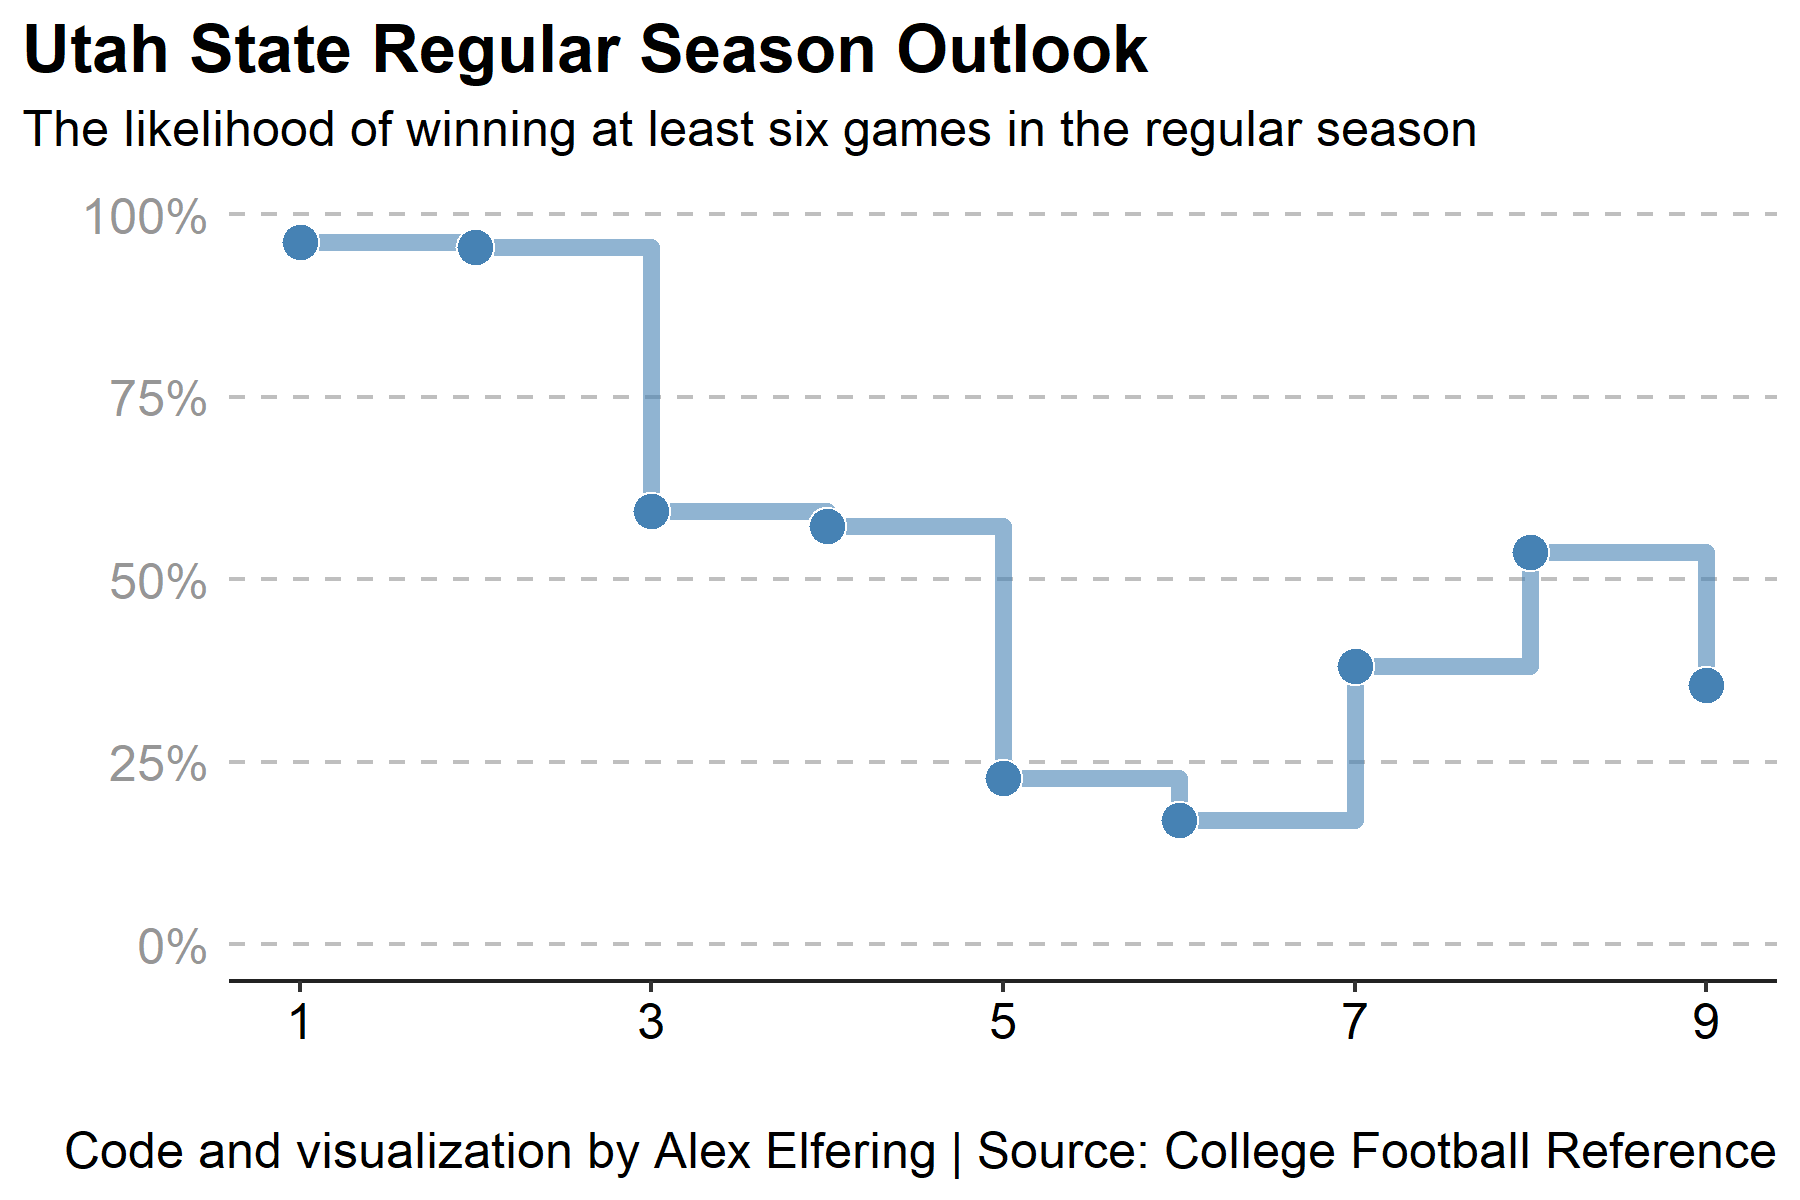 Utah State Regular Season Outlook
The likelihood of winning at least six games in the regular season
100%
75%
50%
25%
0%
1 3 5 7 9
Code and visualization by Alex Elfering | Source: College Football Reference